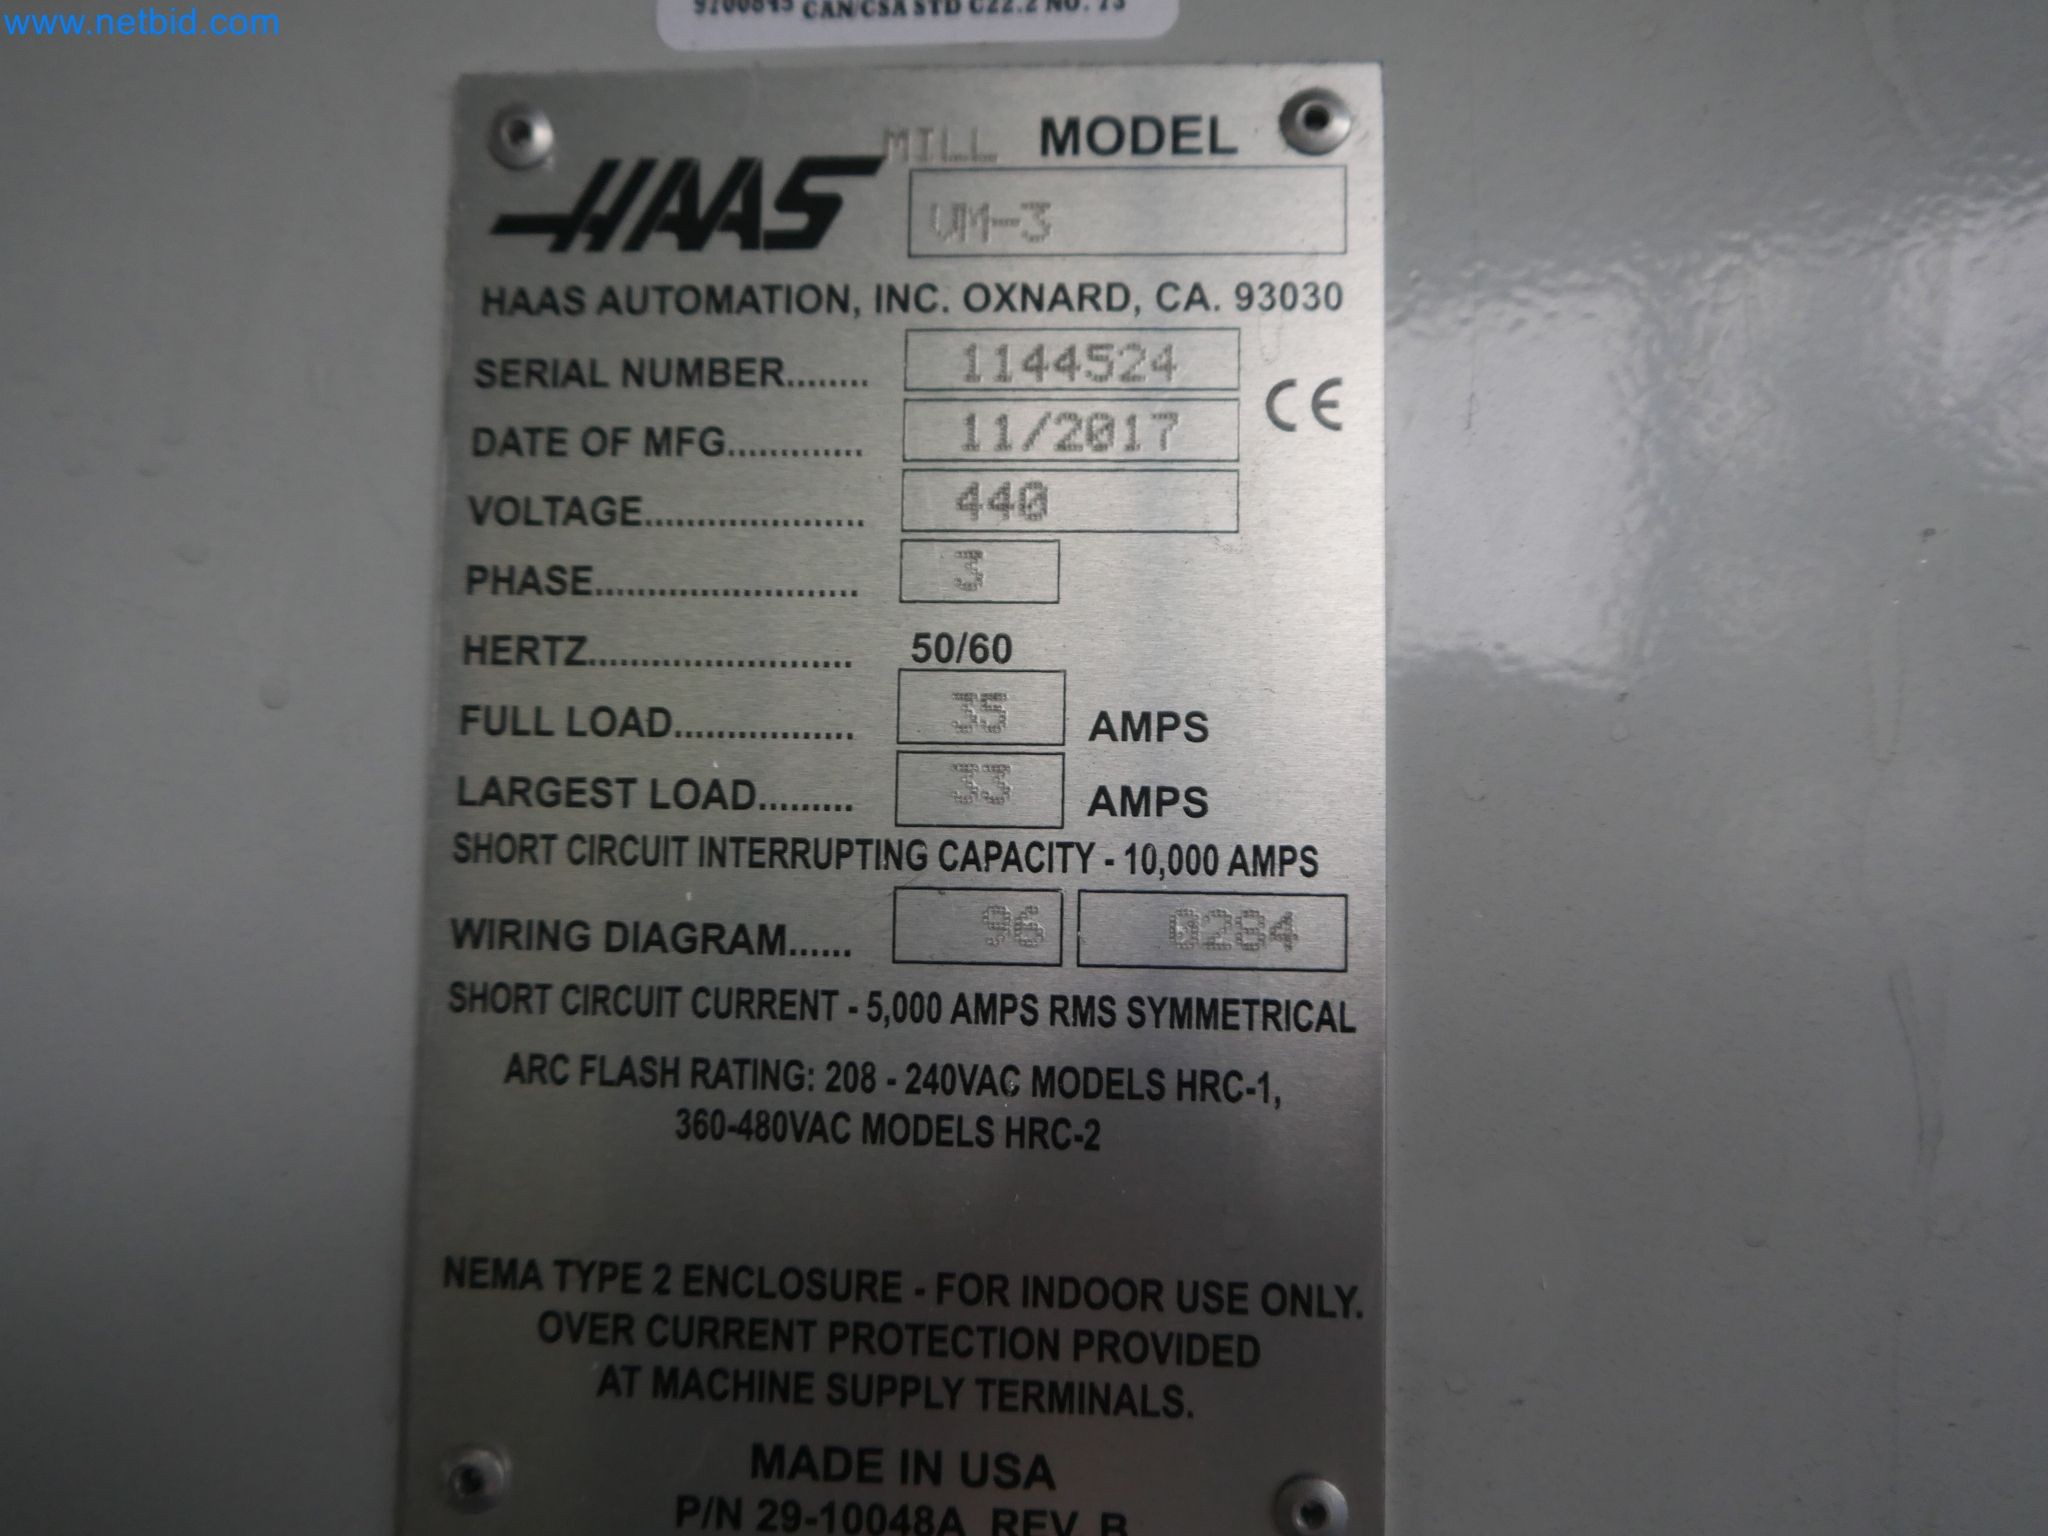 www.netbid.com
9700845 CAN/CSA STD C22.2 NO. 73
MILL MODEL
HAAS VM-3
HAAS AUTOMATION, INC. OXNARD, CA. 93030
SERIAL NUMBER........ 1144524
CE
DATE OF MFG............. 11/2017
VOLTAGE..................... 440
PHASE......................... 3
HERTZ......................... 50/60
FULL LOAD................. 35 AMPS
LARGEST LOAD......... 33 AMPS
SHORT CIRCUIT INTERRUPTING CAPACITY - 10,000 AMPS
WIRING DIAGRAM...... 96 0284
SHORT CIRCUIT CURRENT - 5,000 AMPS RMS SYMMETRICAL
ARC FLASH RATING: 208 - 240VAC MODELS HRC-1,
360-480VAC MODELS HRC-2
NEMA TYPE 2 ENCLOSURE - FOR INDOOR USE ONLY.
OVER CURRENT PROTECTION PROVIDED
AT MACHINE SUPPLY TERMINALS.
MADE IN USA
P/N 29-10048A REV. B